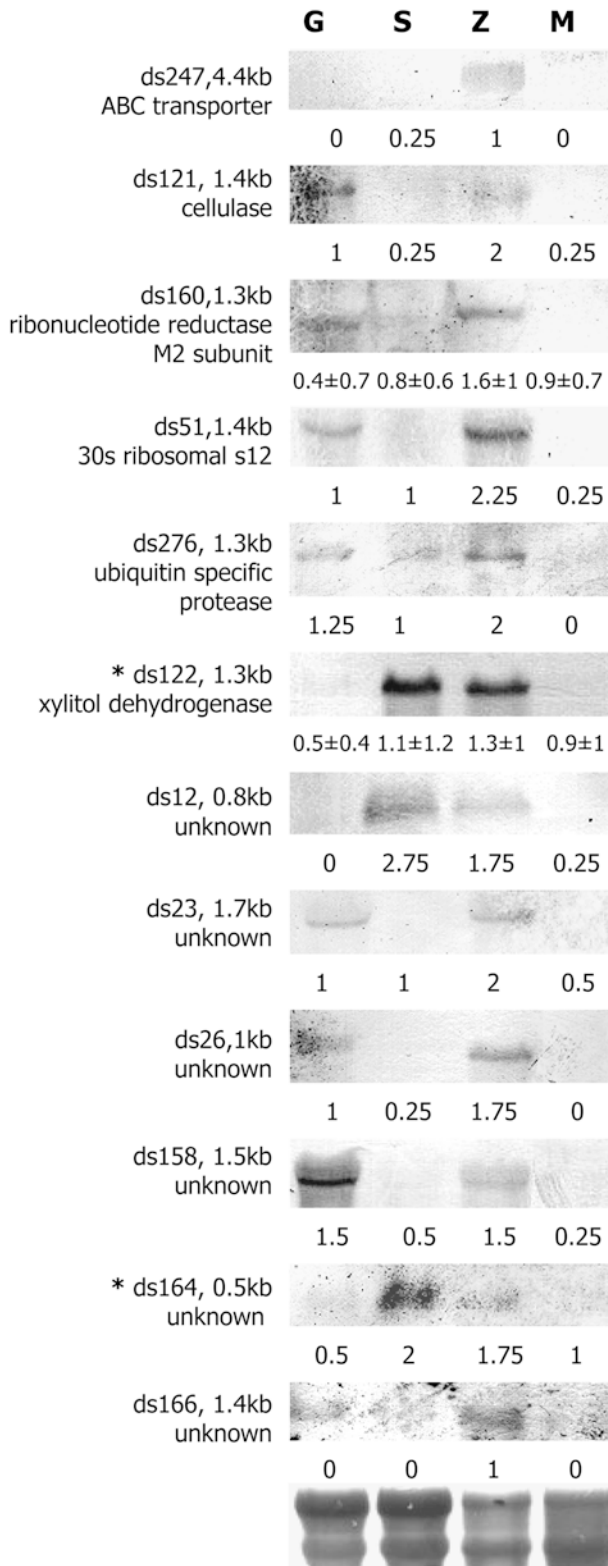 G S Z M
ds247,4.4kb
ABC transporter
0 0.25 1 0
ds121, 1.4kb
cellulase
1 0.25 2 0.25
ds160,1.3kb
ribonucleotide reductase
M2 subunit
0.4±0.7 0.8±0.6 1.6±1 0.9±0.7
ds51,1.4kb
30s ribosomal s12
1 1 2.25 0.25
ds276, 1.3kb
ubiquitin specific
protease
1.25 1 2 0
* ds122, 1.3kb
xylitol dehydrogenase
0.5±0.4 1.1±1.2 1.3±1 0.9±1
ds12, 0.8kb
unknown
0 2.75 1.75 0.25
ds23, 1.7kb
unknown
1 1 2 0.5
ds26,1kb
unknown
1 0.25 1.75 0
ds158, 1.5kb
unknown
1.5 0.5 1.5 0.25
* ds164, 0.5kb
unknown
0.5 2 1.75 1
ds166, 1.4kb
unknown
0 0 1 0